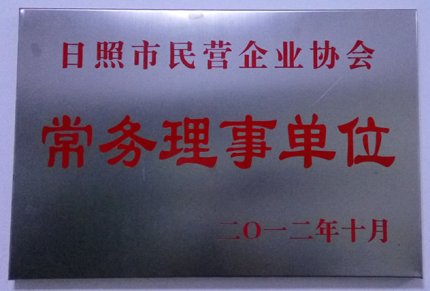 日照市民营企业协会
常务理事单位
二〇一二年十月